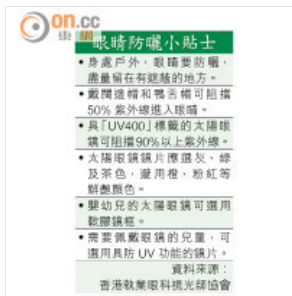 on.cc
東網
眼睛防曬小貼士
•身處戶外，眼睛要防曬，
盡量留在有遮蔭的地方。
•戴闊邊帽和鴨舌帽可阻擋
50%紫外線進入眼睛。
•具「UV400」標籤的太陽眼
鏡可阻擋90%以上紫外線。
•太陽眼鏡鏡片應選灰、綠
及茶色，避用橙、粉紅等
鮮艷顏色。
•嬰幼兒的太陽眼鏡可選用
軟膠鏡框。
•需要佩戴眼鏡的兒童，可
選用具防UV功能的鏡片。
資料來源：
香港執業眼科視光師協會